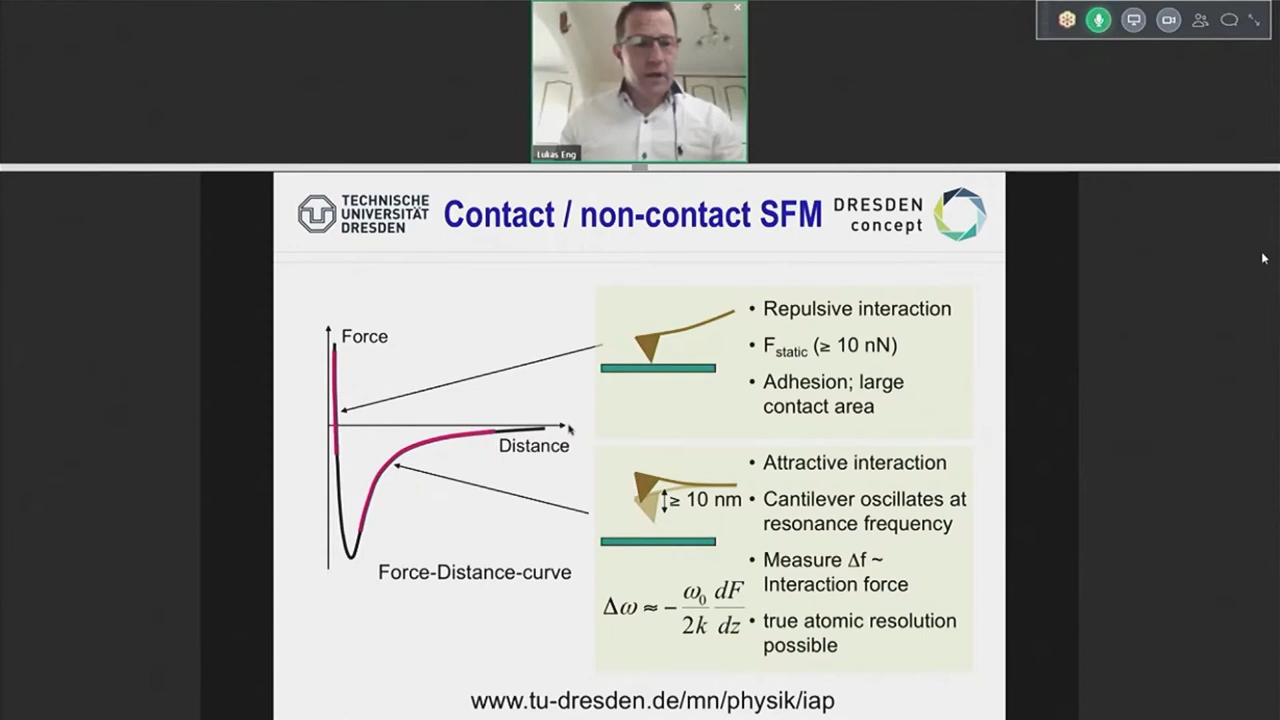 Lukas Eng
TECHNISCHE
UNIVERSITÄT
DRESDEN
Contact / non-contact SFM
DRESDEN
concept
Force
Distance
Force-Distance-curve
• Repulsive interaction
• Fstatic (≥ 10 nN)
• Adhesion; large
contact area
≥ 10 nm
• Attractive interaction
• Cantilever oscillates at
resonance frequency
• Measure Δf ~
Interaction force
• true atomic resolution
possible
Δω ≈ − ω₀/2k dF/dz
www.tu-dresden.de/mn/physik/iap